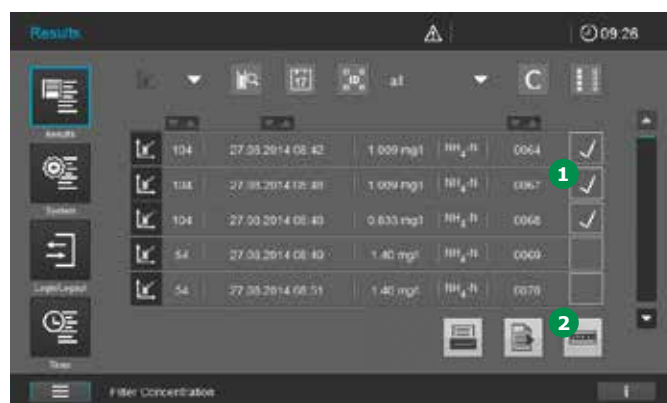 Results 09:26
17 ID all C
Results
104 27.08.2014 08:42 1.009 mg/l NH4-N 0064
1
104 27.08.2014 08:48 1.009 mg/l NH4-N 0067
System
104 27.08.2014 08:49 0.833 mg/l NH4-N 0068
54 27.08.2014 08:49 1.40 mg/l NH4-N 0069
Login/Logout
54 27.08.2014 08:51 1.40 mg/l NH4-N 0070
2
Timer
Filter Concentration i